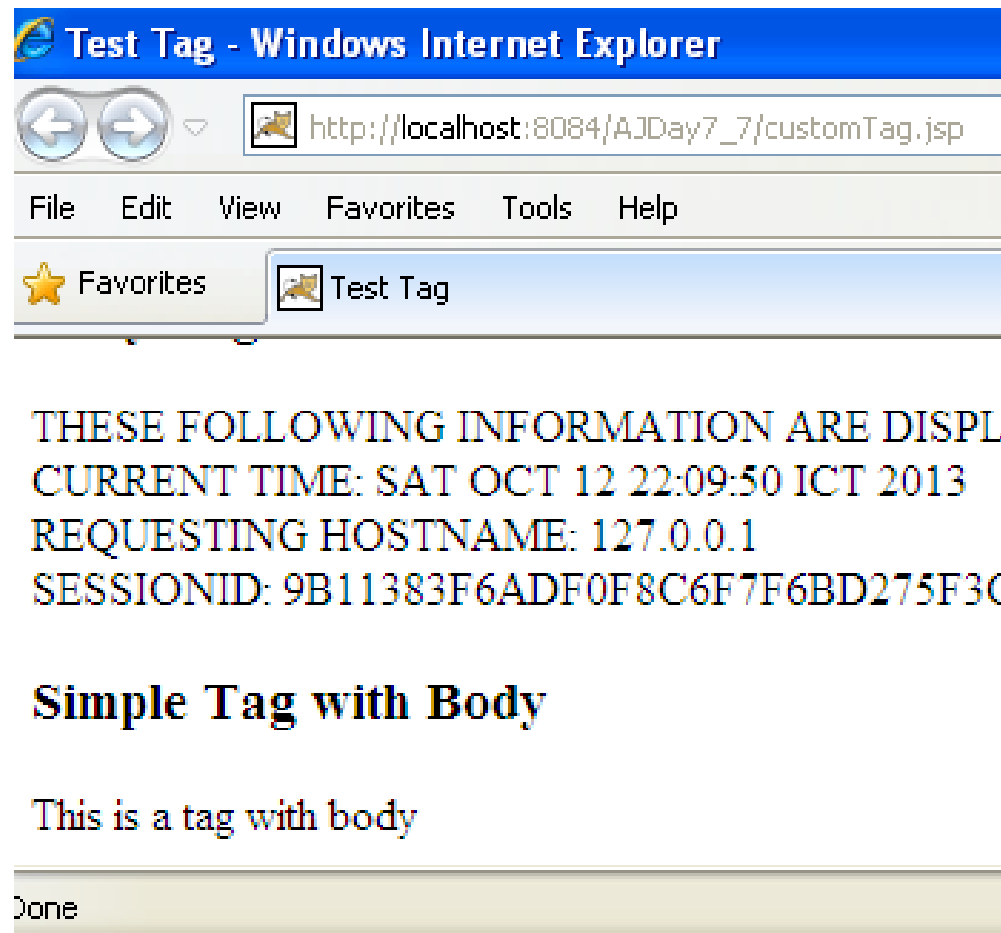 Test Tag - Windows Internet Explorer
http://localhost:8084/AJDay7_7/customTag.jsp
File Edit View Favorites Tools Help
Favorites Test Tag
THESE FOLLOWING INFORMATION ARE
CURRENT TIME: SAT OCT 12 22:09:50 ICT 2013
REQUESTING HOSTNAME: 127.0.0.1
SESSIONID:
Simple Tag with Body
This is a tag with body
Done